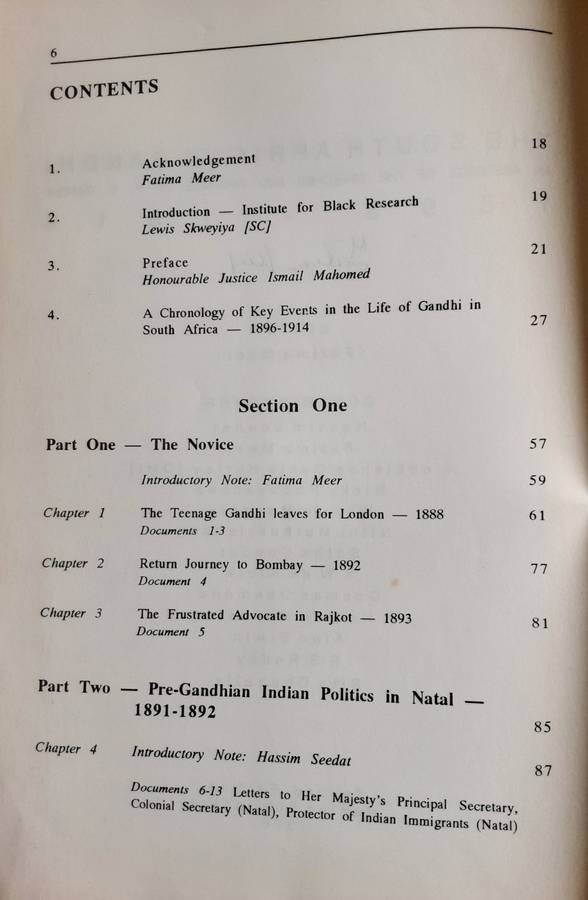 6
CONTENTS
1. Acknowledgement 18
Fatima Meer
2. Introduction — Institute for Black Research 19
Lewis Skweyiya [SC]
3. Preface 21
Honourable Justice Ismail Mahomed
4. A Chronology of Key Events in the Life of Gandhi in
South Africa — 1896-1914 27
Section One
Part One — The Novice 57
Introductory Note: Fatima Meer 59
Chapter 1 The Teenage Gandhi leaves for London — 1888 61
Documents 1-3
Chapter 2 Return Journey to Bombay — 1892 77
Document 4
Chapter 3 The Frustrated Advocate in Rajkot — 1893 81
Document 5
Part Two — Pre-Gandhian Indian Politics in Natal —
1891-1892 85
Chapter 4 Introductory Note: Hassim Seedat 87
Documents 6-13 Letters to Her Majesty's Principal Secretary,
Colonial Secretary (Natal), Protector of Indian Immigrants (Natal)